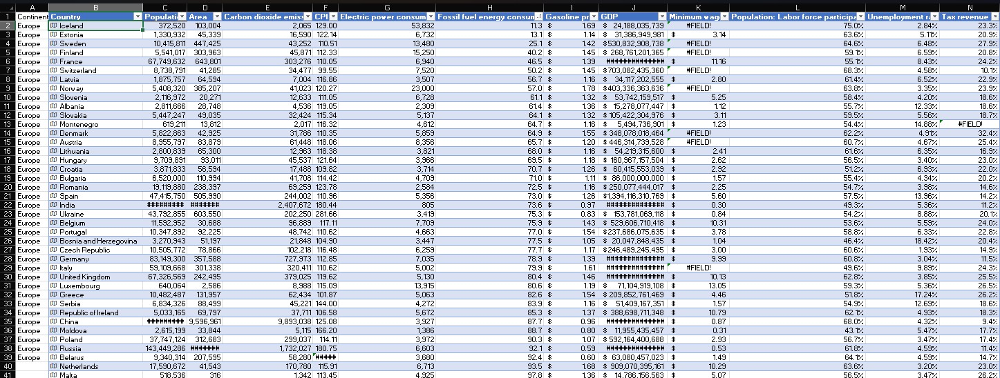 A B C D E F G H I J K L M N
1 Continent Country Populatio Area Carbon dioxide emiss CPI Electric power consum Fossil fuel energy consum Gasoline pr GDP Minimum wag Population: Labor force participa Unemployment ra Tax revenue
2 Europe Iceland 372,520 103,004 2,065 129.00 53,832 11.3 $ 1.69 $ 24,188,035,739 #FIELD! 75.0% 2.84% 23.3%
3 Europe Estonia 1,330,932 45,339 16,590 122.14 6,732 13.1 $ 1.14 $ 31,386,949,981 $ 3.14 63.6% 5.11% 20.9%
4 Europe Sweden 10,415,811 447,425 43,252 110.51 13,480 25.1 $ 1.42 $530,832,908,738 #FIELD! 64.6% 6.48% 27.9%
5 Europe Finland 5,541,017 303,963 45,871 112.33 15,250 40.2 $ 1.45 $ 268,761,201,365 #FIELD! 59.1% 6.59% 20.8%
6 Europe France 67,749,632 643,801 303,276 110.05 6,940 46.5 $ 1.39 ############## $ 11.16 55.1% 8.43% 24.2%
7 Europe Switzerland 8,738,791 41,285 34,477 99.55 7,520 50.2 $ 1.45 $703,082,435,360 #FIELD! 68.3% 4.58% 10.1%
8 Europe Latvia 1,875,757 64,594 7,004 116.86 3,507 56.7 $ 1.16 $ 34,117,202,555 $ 2.80 61.4% 6.52% 22.9%
9 Europe Norway 5,408,320 385,207 41,023 120.27 23,000 57.0 $ 1.78 $403,336,363,636 #FIELD! 63.8% 3.35% 23.9%
10 Europe Slovenia 2,116,972 20,271 12,633 111.05 6,728 61.1 $ 1.32 $ 53,742,159,517 $ 5.25 58.4% 4.20% 18.6%
11 Europe Albania 2,811,666 28,748 4,536 119.05 2,309 61.4 $ 1.36 $ 15,278,077,447 $ 1.12 55.7% 12.33% 18.6%
12 Europe Slovakia 5,447,247 49,035 32,424 115.34 5,137 64.1 $ 1.32 $ 105,422,304,976 $ 3.11 59.5% 5.56% 18.7%
13 Europe Montenegro 619,211 13,812 2,017 116.32 4,612 64.7 $ 1.16 $ 5,494,736,901 $ 1.23 54.4% 14.88% #FIELD!
14 Europe Denmark 5,822,863 42,925 31,786 110.35 5,859 64.9 $ 1.55 $ 348,078,018,464 #FIELD! 62.2% 4.91% 32.4%
15 Europe Austria 8,955,797 83,879 61,448 118.06 8,356 65.7 $ 1.20 $ 446,314,739,528 #FIELD! 60.7% 4.67% 25.4%
16 Europe Lithuania 2,800,839 65,300 12,963 118.38 3,821 68.0 $ 1.16 $ 54,219,315,600 $ 2.41 61.6% 6.35% 16.9%
17 Europe Hungary 9,709,891 93,011 45,537 121.64 3,966 69.5 $ 1.18 $ 160,967,157,504 $ 2.62 56.5% 3.40% 23.0%
18 Europe Croatia 3,871,833 56,594 17,488 109.82 3,714 70.7 $ 1.26 $ 60,415,553,039 $ 2.92 51.2% 6.93% 22.0%
19 Europe Bulgaria 6,520,000 110,994 41,708 114.42 4,709 71.0 $ 1.11 $ 86,000,000,000 $ 1.57 55.4% 4.34% 20.2%
20 Europe Romania 19,119,880 238,397 69,259 123.78 2,584 72.5 $ 1.16 $ 250,077,444,017 $ 2.25 54.7% 3.98% 14.6%
21 Europe Spain 47,415,750 505,990 244,002 110.96 5,356 73.0 $ 1.26 $1,394,116,310,769 $ 5.60 57.5% 13.96% 14.2%
22 Europe India ######### ####### 2,407,672 180.44 805 73.6 $ 0.97 ############## $ 0.30 49.3% 5.36% 11.2%
23 Europe Ukraine 43,792,855 603,550 202,250 281.66 3,419 75.3 $ 0.83 $ 153,781,069,118 $ 0.84 54.2% 8.88% 20.1%
24 Europe Belgium 11,592,952 30,688 96,889 117.11 7,709 75.9 $ 1.43 $ 529,606,710,418 $ 10.31 53.6% 5.59% 24.0%
25 Europe Portugal 10,347,892 92,225 48,742 110.62 4,663 77.0 $ 1.54 $237,686,075,635 $ 3.78 58.8% 6.33% 22.8%
26 Europe Bosnia and Herzegovina 3,270,943 51,197 21,848 104.90 3,447 77.5 $ 1.05 $ 20,047,848,435 $ 1.04 46.4% 18.42% 20.4%
27 Europe Czech Republic 10,505,772 78,866 102,218 116.48 6,259 77.7 $ 1.17 $246,489,245,495 $ 3.00 60.6% 1.93% 14.9%
28 Europe Germany 83,149,300 357,588 727,973 112.85 7,035 78.9 $ 1.39 ############## $ 9.99 60.8% 3.04% 11.5%
29 Europe Italy 59,109,668 301,338 320,411 110.62 5,002 79.9 $ 1.61 ############## #FIELD! 49.6% 9.89% 24.3%
30 Europe United Kingdom 67,326,569 242,495 379,025 119.62 5,130 80.4 $ 1.46 ############## $ 10.13 62.8% 3.85% 25.5%
31 Europe Luxembourg 640,064 2,586 8,988 115.09 13,915 80.6 $ 1.19 $ 71,104,919,108 $ 13.05 59.3% 5.36% 26.5%
32 Europe Greece 10,482,487 131,957 62,434 101.87 5,063 82.6 $ 1.54 $ 209,852,761,469 $ 4.46 51.8% 17.24% 26.2%
33 Europe Serbia 6,834,326 88,499 45,221 144.00 4,272 83.9 $ 1.16 $ 51,409,167,351 $ 1.57 54.9% 12.69% 18.6%
34 Europe Republic of Ireland 5,033,165 69,797 37,711 106.58 5,672 85.3 $ 1.37 $ 388,698,711,348 $ 10.79 62.1% 4.93% 18.3%
35 Europe China ######### 9,596,961 9,893,038 125.08 3,927 87.7 $ 0.96 ############## $ 0.87 68.0% 4.32% 9.4%
36 Europe Moldova 2,615,199 33,844 5,115 166.20 1,386 88.7 $ 0.80 $ 11,955,435,457 $ 0.31 43.1% 5.47% 17.7%
37 Europe Poland 37,747,124 312,683 299,037 114.11 3,972 90.3 $ 1.07 $ 592,164,400,688 $ 2.93 56.7% 3.47% 17.4%
38 Europe Russia 143,449,286 ####### 1,732,027 180.75 6,603 92.1 $ 0.59 ############## $ 0.53 61.8% 4.59% 11.4%
39 Europe Belarus 9,340,314 207,595 58,280 ##### 3,680 92.4 $ 0.60 $ 63,080,457,023 $ 1.49 64.1% 4.59% 14.7%
40 Netherlands 17,590,672 41,543 170,780 115.91 6,713 93.5 $ 1.68 $ 909,070,395,161 $ 10.29 63.6% 3.20% 23.0%
41 Malta 518,536 316 1,342 113.45 4,925 97.8 $ 1.36 $ 14,786,156,563 $ 5.07 56.5% 3.47% 26.2%